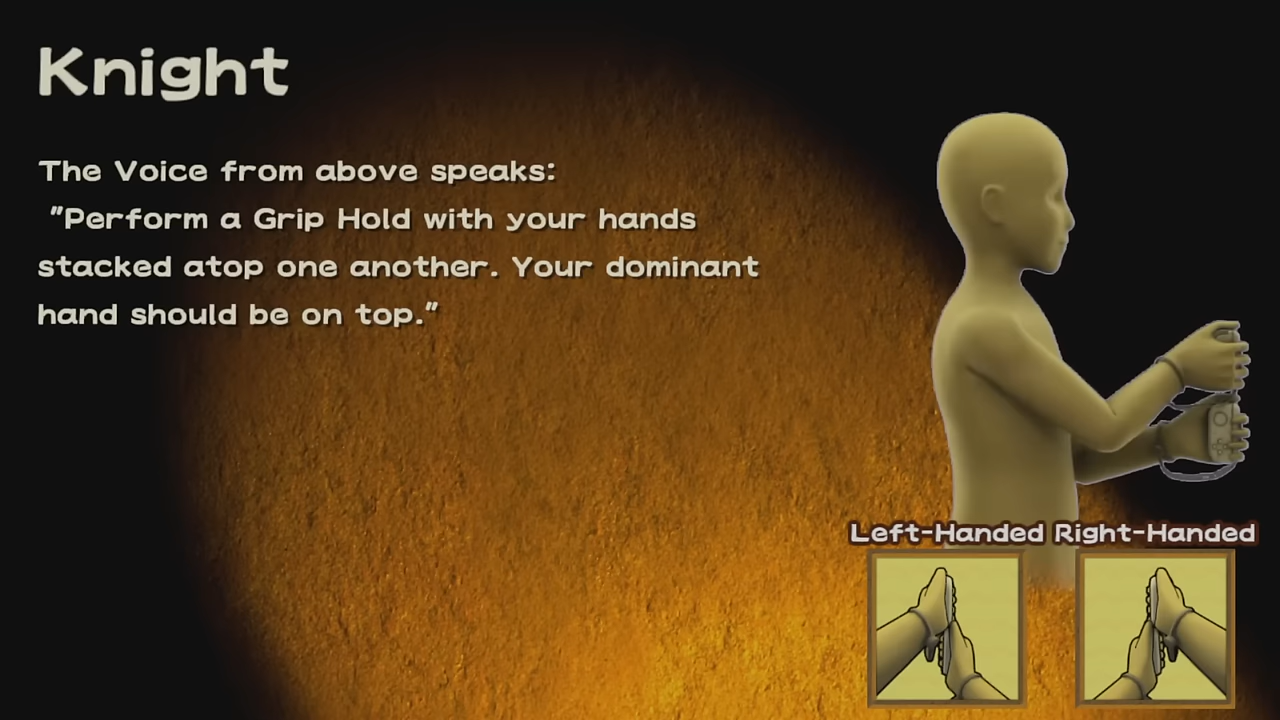 Knight
The Voice from above speaks:
"Perform a Grip Hold with your hands
stacked atop one another. Your dominant
hand should be on top."
Left-Handed Right-Handed